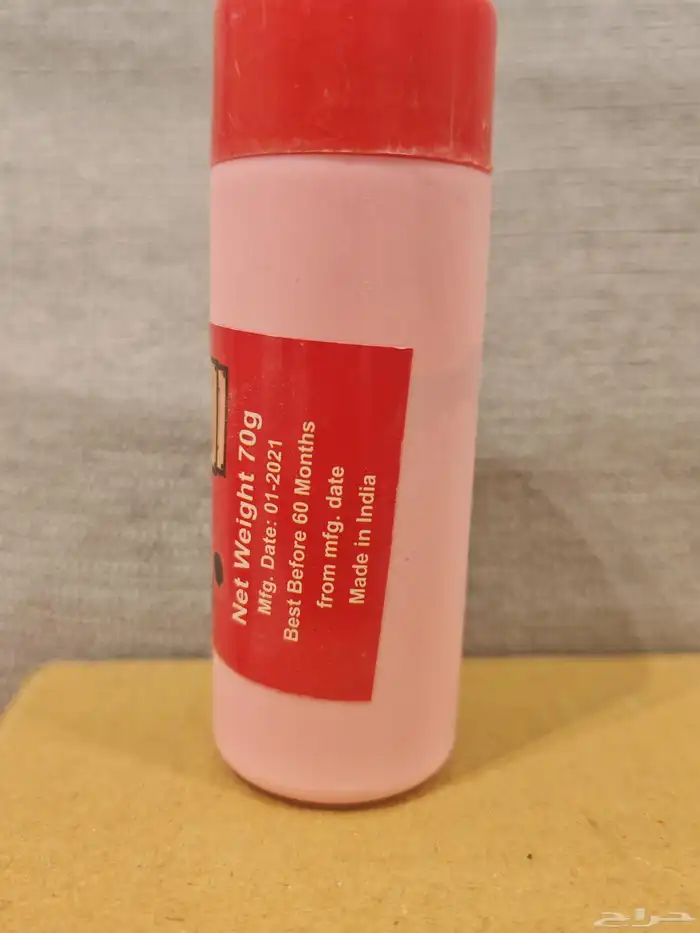 Net Weight 70g
Mfg. Date: 01-2021
Best Before 60 Months
from mfg. date
Made in India
حراج